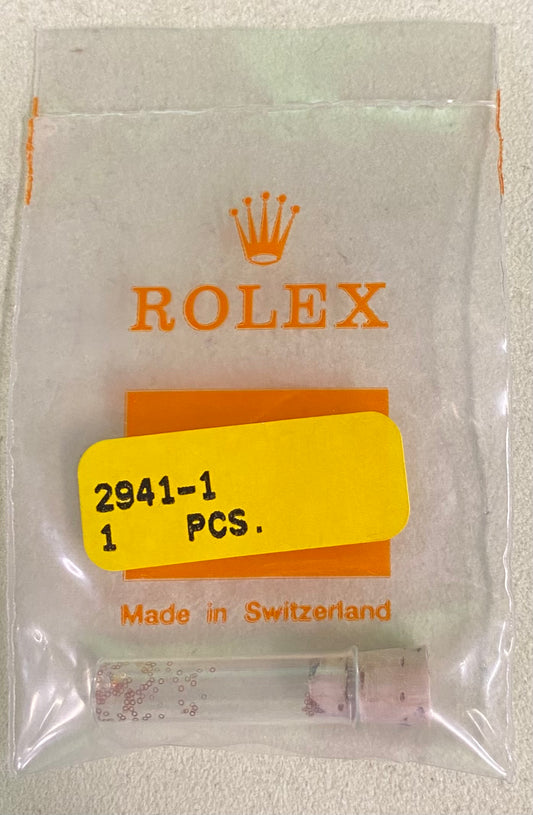 ROLEX
2941-1
1 PCS.
Made in Switzerland